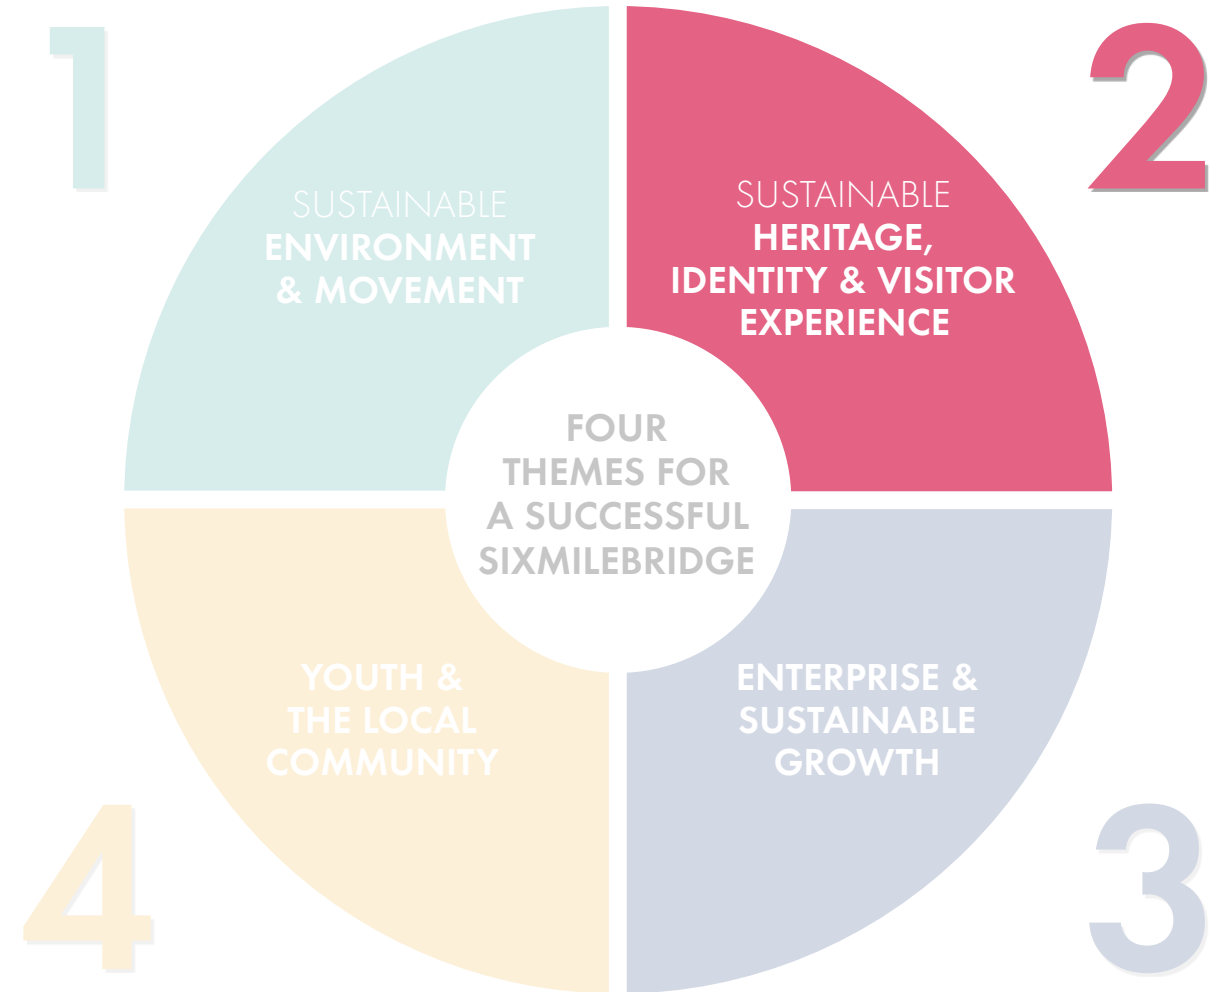 1
SUSTAINABLE
ENVIRONMENT
& MOVEMENT
2
SUSTAINABLE
HERITAGE,
IDENTITY & VISITOR
EXPERIENCE
FOUR
THEMES FOR
A SUCCESSFUL
SIXMILEBRIDGE
4
YOUTH &
THE LOCAL
COMMUNITY
3
ENTERPRISE &
SUSTAINABLE
GROWTH